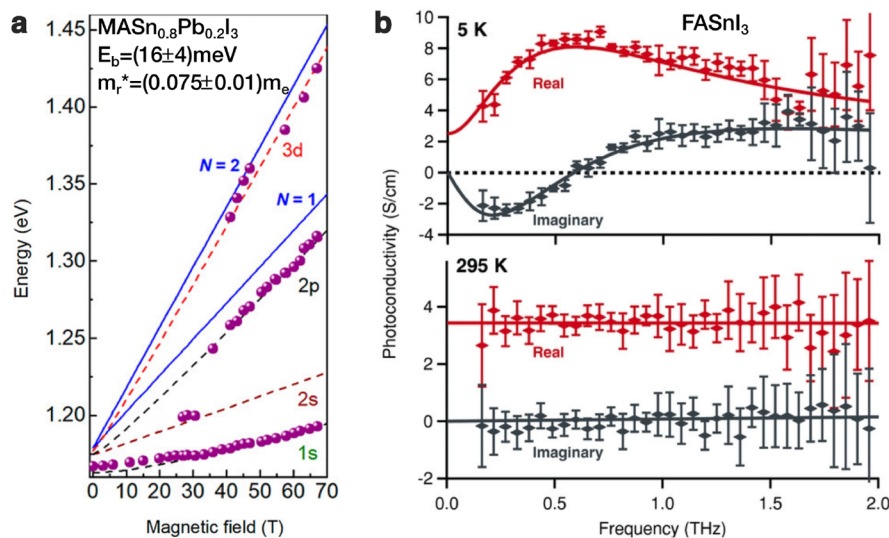 a
MASn0.8Pb0.2I3
Eb=(16±4)meV
mr*=(0.075±0.01)me
1.45
1.40
1.35
1.30
1.25
1.20
Energy (eV)
N = 2
3d
N = 1
2p
2s
1s
0 10 20 30 40 50 60 70
Magnetic field (T)
b
5 K
FASnI3
10
8
6
4
2
0
-2
-4
Real
Imaginary
Photoconductivity (S/cm)
295 K
4
2
0
-2
Real
Imaginary
0.0 0.5 1.0 1.5 2.0
Frequency (THz)